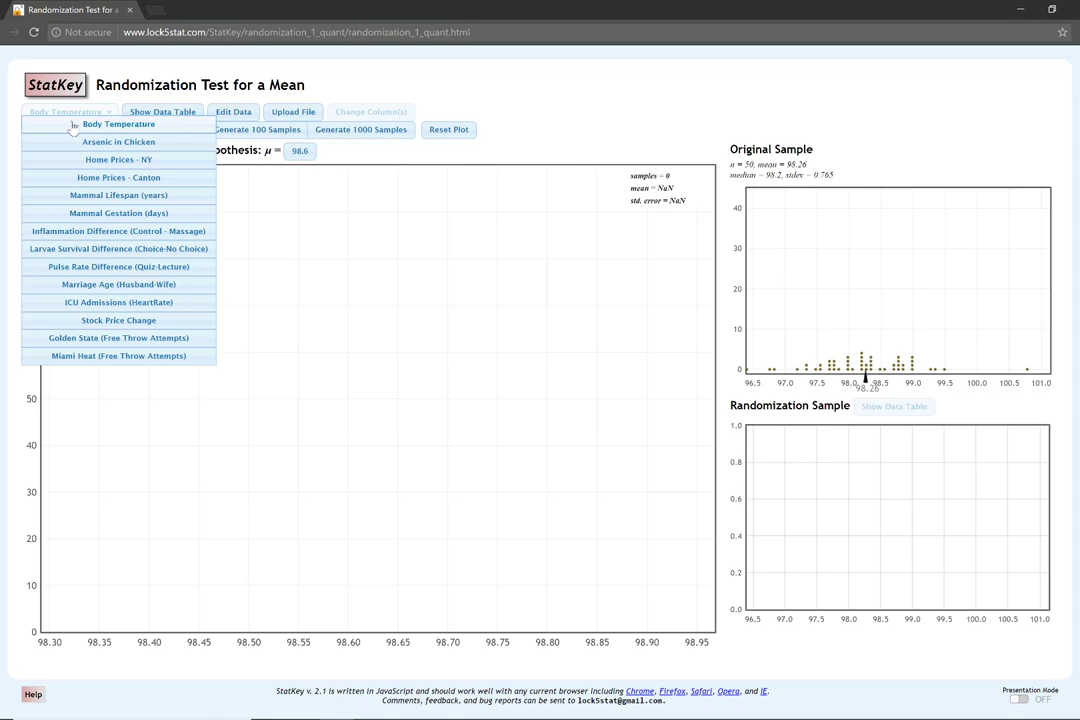 Randomization Test for a
Not secure www.lock5stat.com/StatKey/randomization_1_quant/randomization_1_quant.html
StatKey Randomization Test for a Mean
Body Temperature Show Data Table Edit Data Upload File Change Column(s)
Generate 100 Samples Generate 1000 Samples Reset Plot
Body Temperature
Arsenic in Chicken
Home Prices - NY
Home Prices - Canton
Mammal Lifespan (years)
Mammal Gestation (days)
Inflammation Difference (Control - Massage)
Larvae Survival Difference (Choice-No Choice)
Pulse Rate Difference (Quiz-Lecture)
Marriage Age (Husband-Wife)
ICU Admissions (HeartRate)
Stock Price Change
Golden State (Free Throw Attempts)
Miami Heat (Free Throw Attempts)
pothesis: μ = 98.6
samples = 0
mean = NaN
std. error = NaN
50
40
30
20
10
0
98.30 98.35 98.40 98.45 98.50 98.55 98.60 98.65 98.70 98.75 98.80 98.85 98.90 98.95
Original Sample
n = 50, mean = 98.26
median = 98.2, stdev = 0.765
40
30
20
10
0
96.5 97.0 97.5 98.0 98.5 99.0 99.5 100.0 100.5 101.0
98.26
Randomization Sample Show Data Table
1.0
0.8
0.6
0.4
0.2
0.0
96.5 97.0 97.5 98.0 98.5 99.0 99.5 100.0 100.5 101.0
Help
StatKey v. 2.1 is written in JavaScript and should work well with any current browser including Chrome, Firefox, Safari, Opera, and IE.
Comments, feedback, and bug reports can be sent to lock5stat@gmail.com.
Presentation Mode
OFF